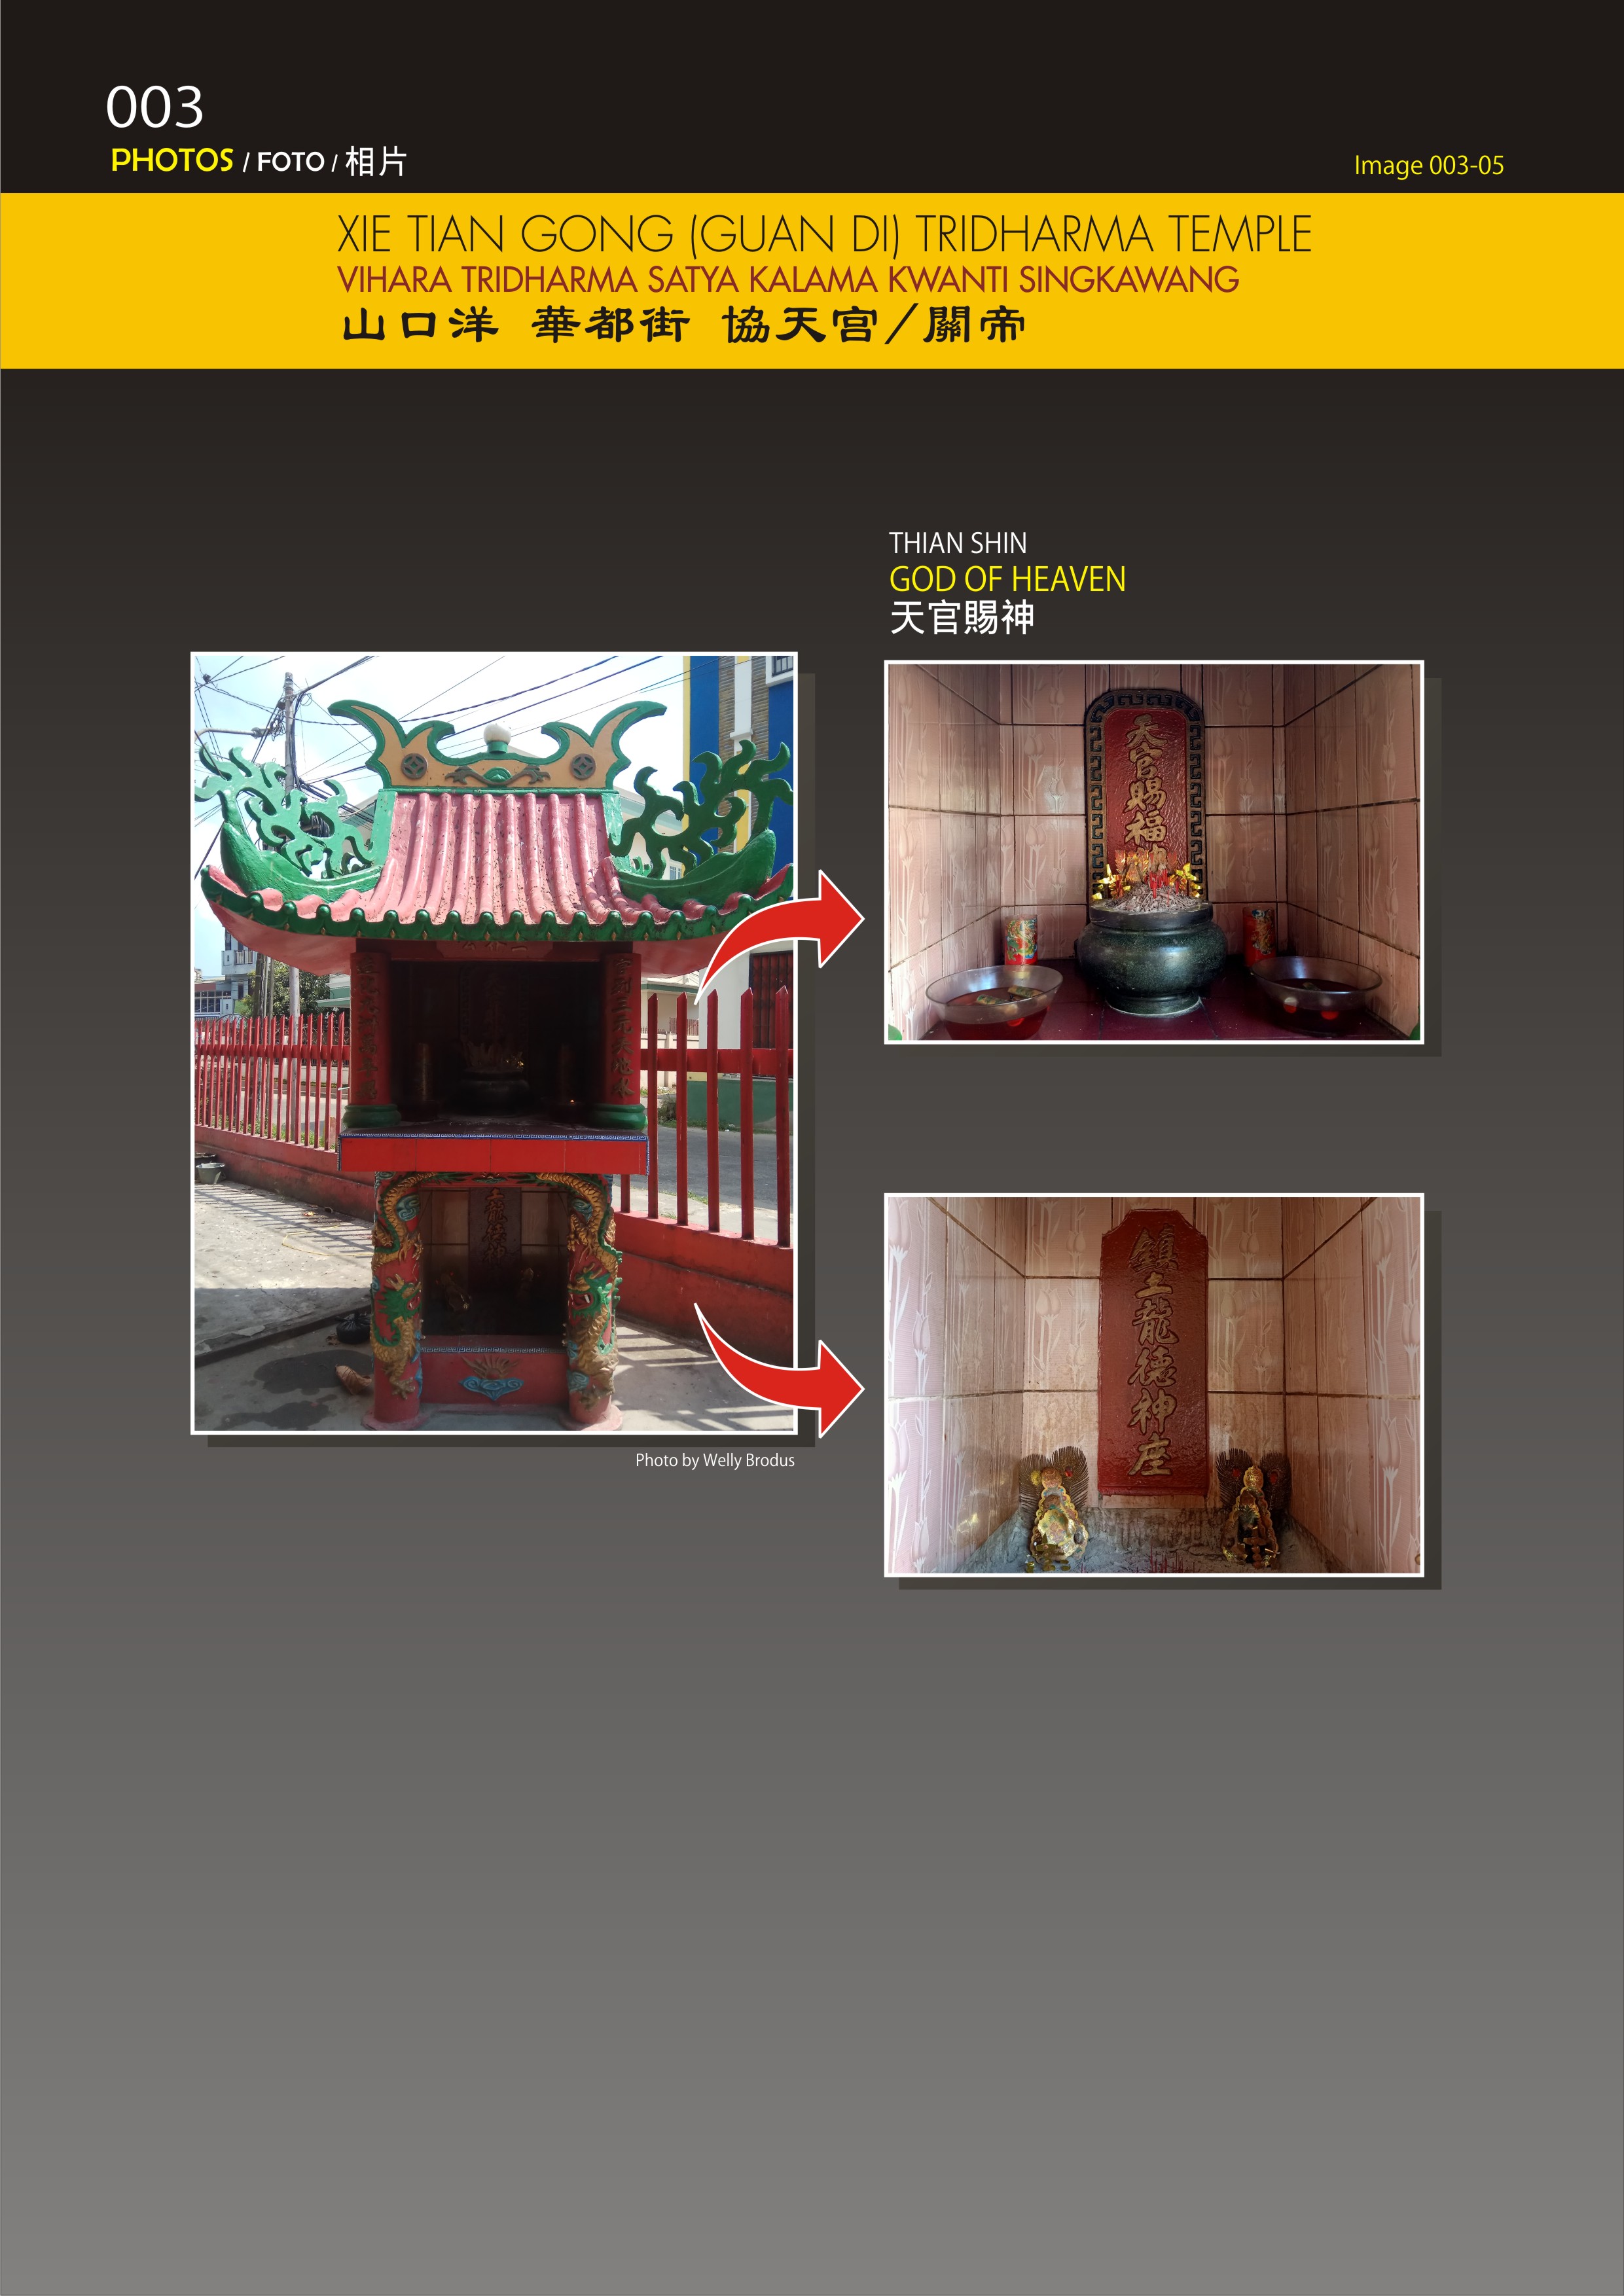 003
PHOTOS / FOTO / 相片
Image 003-05
XIE TIAN GONG (GUAN DI) TRIDHARMA TEMPLE
VIHARA TRIDHARMA SATYA KALAMA KWANTI SINGKAWANG
山口洋 華都街 協天宫/關帝
THIAN SHIN
GOD OF HEAVEN
天官賜神
天官賜福神
鎮土龍德神座
Photo by Welly Brodus